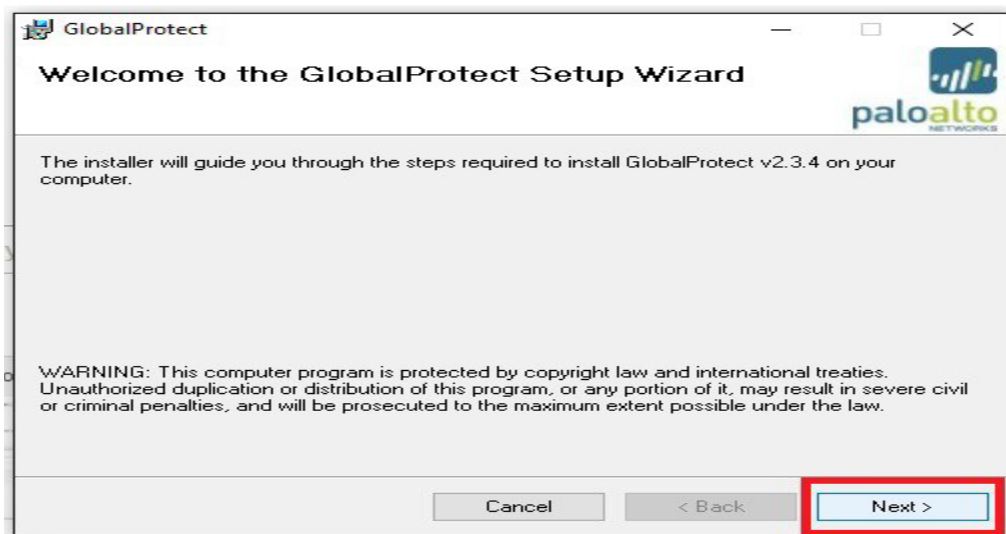 GlobalProtect
Welcome to the GlobalProtect Setup Wizard
paloalto
NETWORKS
The installer will guide you through the steps required to install GlobalProtect v2.3.4 on your
computer.
WARNING: This computer program is protected by copyright law and international treaties.
Unauthorized duplication or distribution of this program, or any portion of it, may result in severe civil
or criminal penalties, and will be prosecuted to the maximum extent possible under the law.
Cancel
< Back
Next >